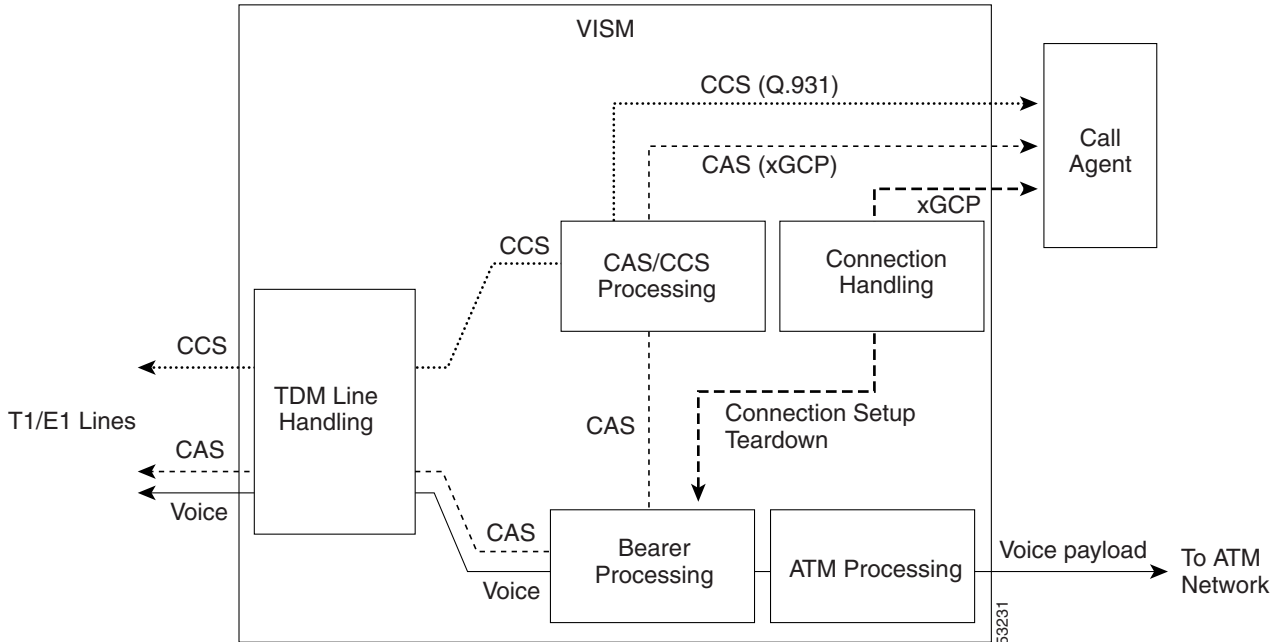 VISM
CCS (Q.931)
CAS (xGCP)
Call
Agent
xGCP
CCS
CAS/CCS
Processing
Connection
Handling
CCS
TDM Line
Handling
T1/E1 Lines
CAS
Connection Setup
Teardown
CAS
Voice
CAS
Voice
Bearer
Processing
ATM Processing
Voice payload
To ATM
Network
53231